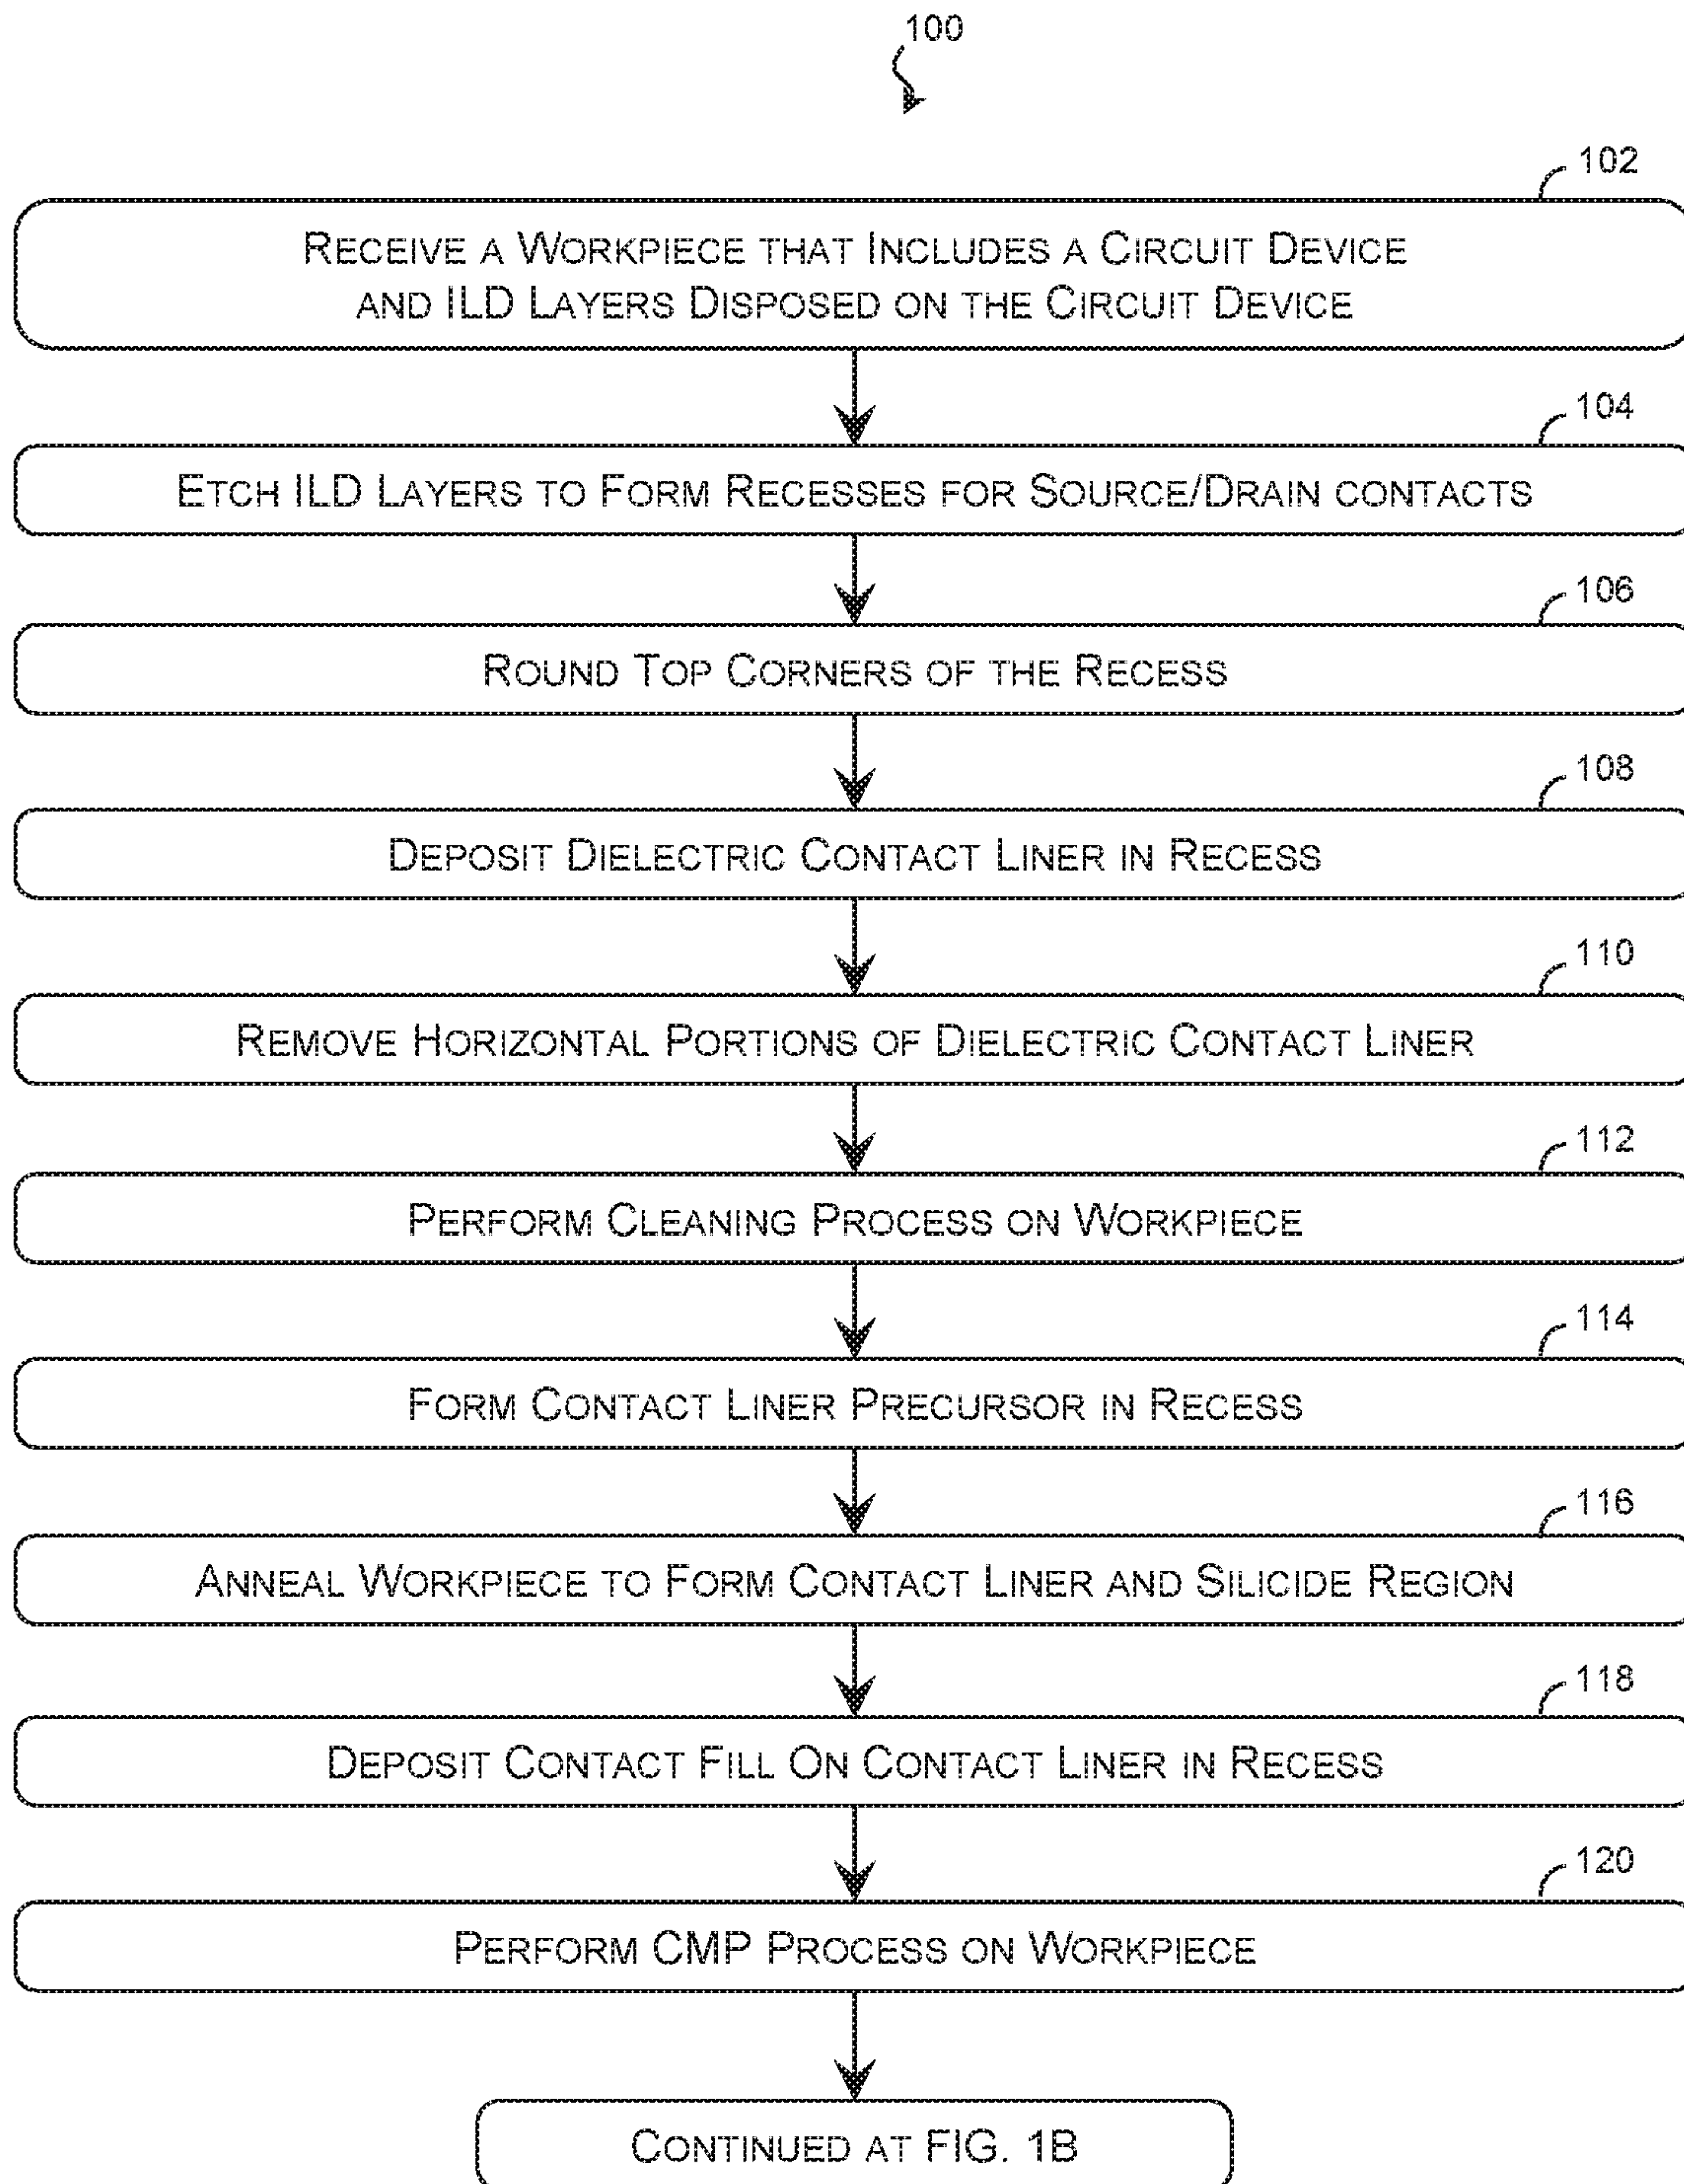 100
102
RECEIVE A WORKPIECE THAT INCLUDES A CIRCUIT DEVICE
AND ILD LAYERS DISPOSED ON THE CIRCUIT DEVICE
104
ETCH ILD LAYERS TO FORM RECESSES FOR SOURCE/DRAIN CONTACTS
106
ROUND TOP CORNERS OF THE RECESS
108
DEPOSIT DIELECTRIC CONTACT LINER IN RECESS
110
REMOVE HORIZONTAL PORTIONS OF DIELECTRIC CONTACT LINER
112
PERFORM CLEANING PROCESS ON WORKPIECE
114
FORM CONTACT LINER PRECURSOR IN RECESS
116
ANNEAL WORKPIECE TO FORM CONTACT LINER AND SILICIDE REGION
118
DEPOSIT CONTACT FILL ON CONTACT LINER IN RECESS
120
PERFORM CMP PROCESS ON WORKPIECE
CONTINUED AT FIG. 1B